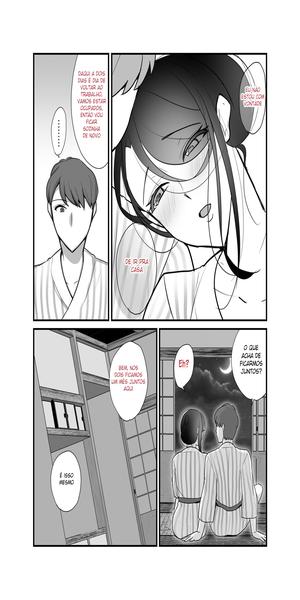 EU NÃO
ESTOU COM
VONTADE
DE IR PRA
CASA
DAQUI A DOIS
DIAS E DIA DE
VOLTAR AO
TRABALHO,
VAMOS ESTAR
OCUPADOS,
ENTÃO VOU
FICAR
SOZINHA
DE NOVO
......
O QUE
ACHA DE
FICARMOS
JUNTOS?
Eh?
BEM, NÓS
DOIS FICAMOS
UM MÊS JUNTOS
AQUI
É ISSO
MESMO